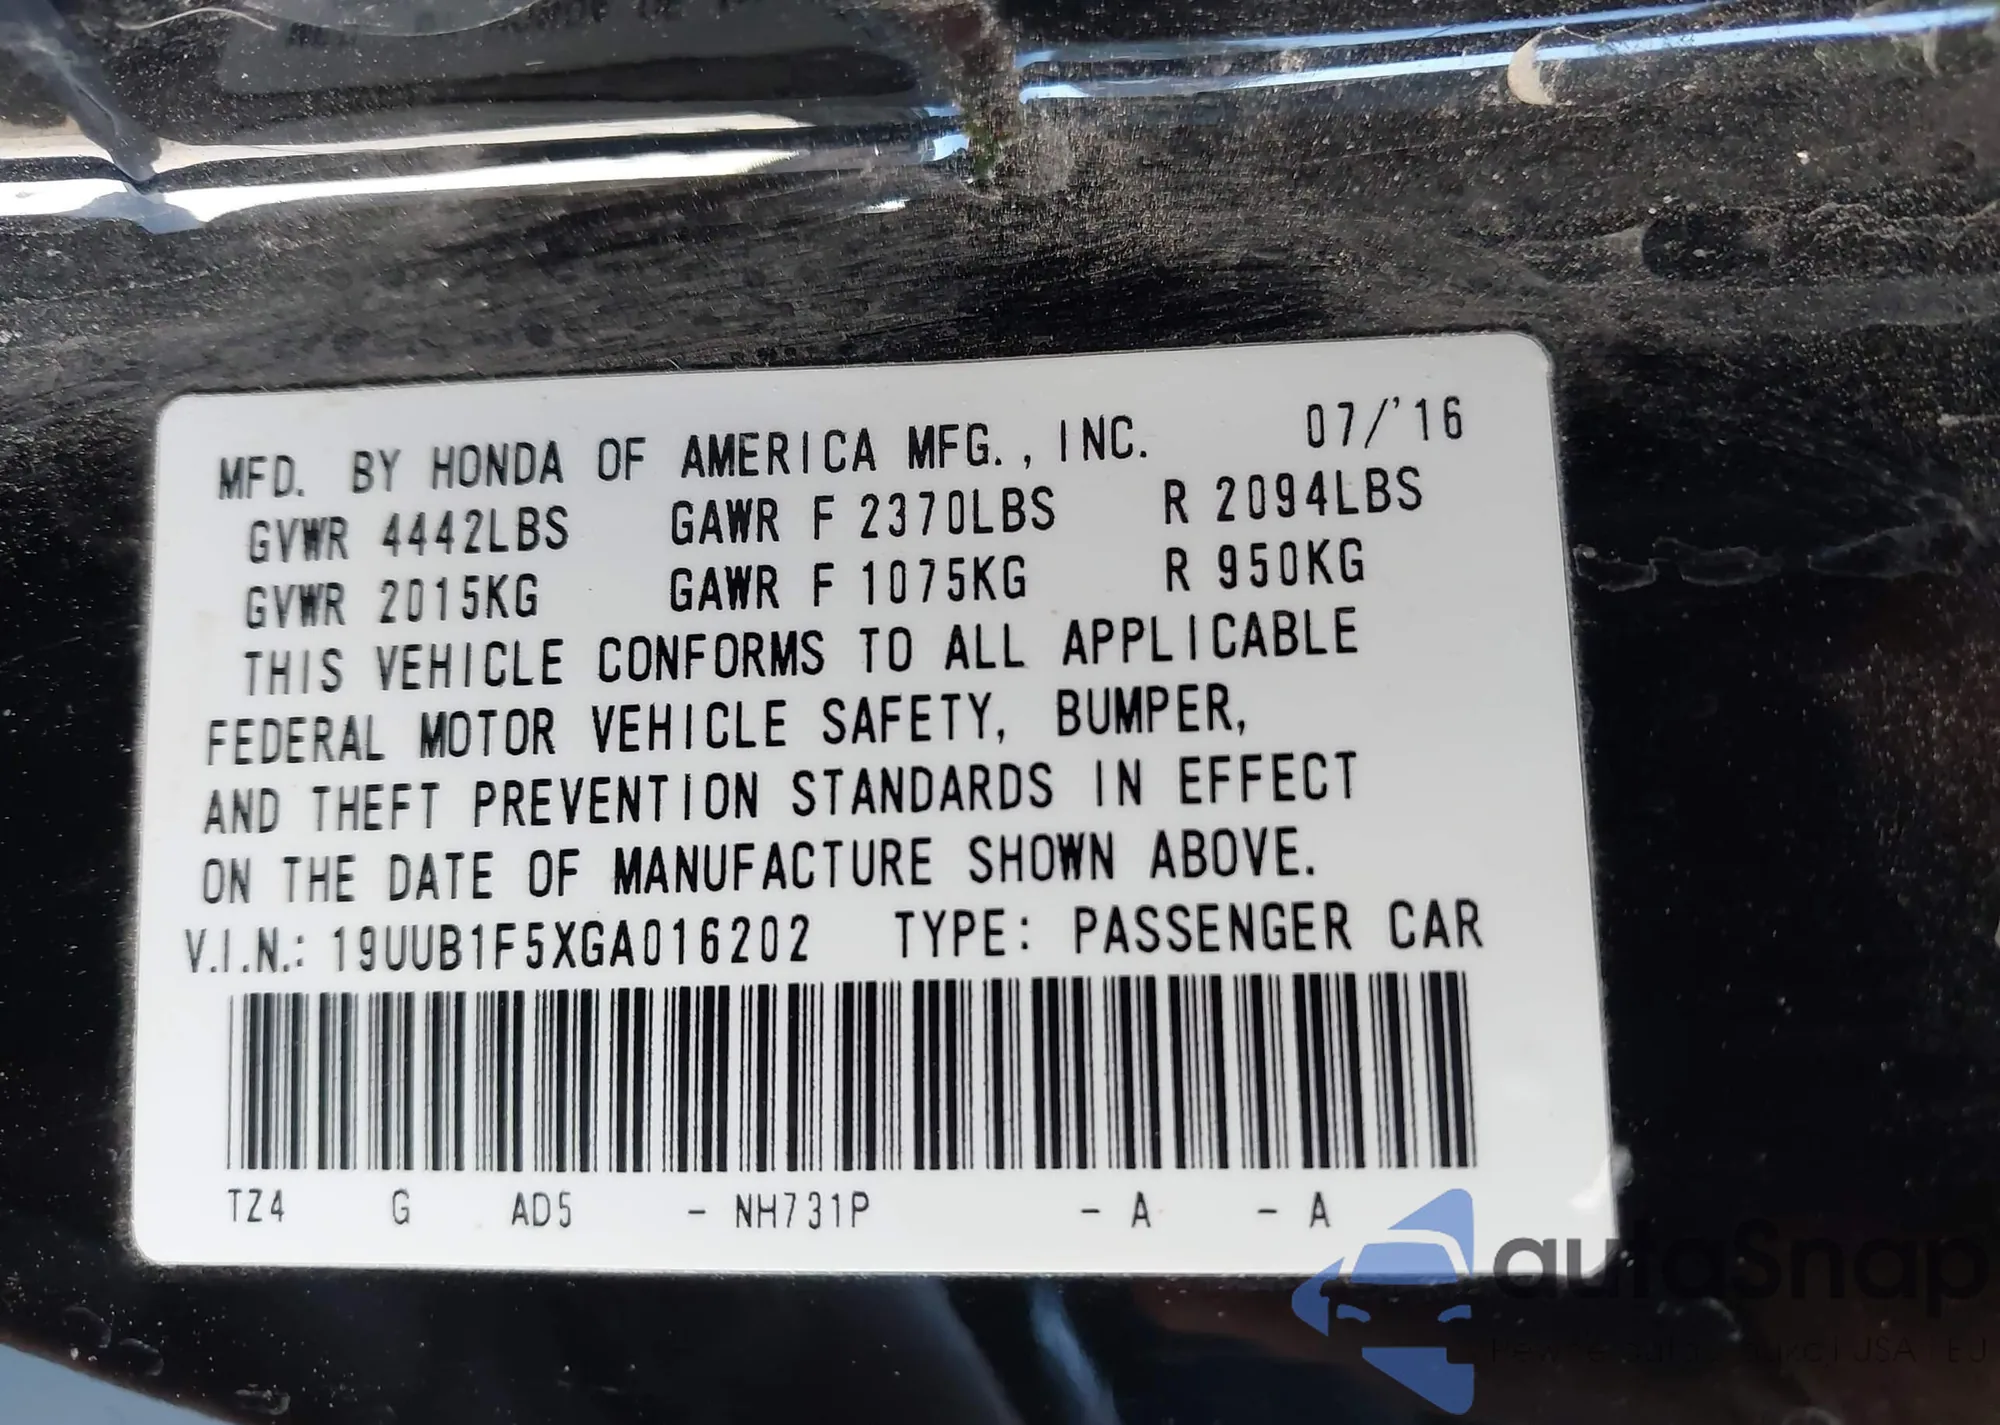 MFD. BY HONDA OF AMERICA MFG., INC. 07/'16
GVWR 4442LBS GAWR F 2370LBS R 2094LBS
GVWR 2015KG GAWR F 1075KG R 950KG
THIS VEHICLE CONFORMS TO ALL APPLICABLE
FEDERAL MOTOR VEHICLE SAFETY, BUMPER,
AND THEFT PREVENTION STANDARDS IN EFFECT
ON THE DATE OF MANUFACTURE SHOWN ABOVE.
V.I.N.: 19UUB1F5XGA016202 TYPE: PASSENGER CAR
TZ4 G AD5 - NH731P - A - A
autaSnap